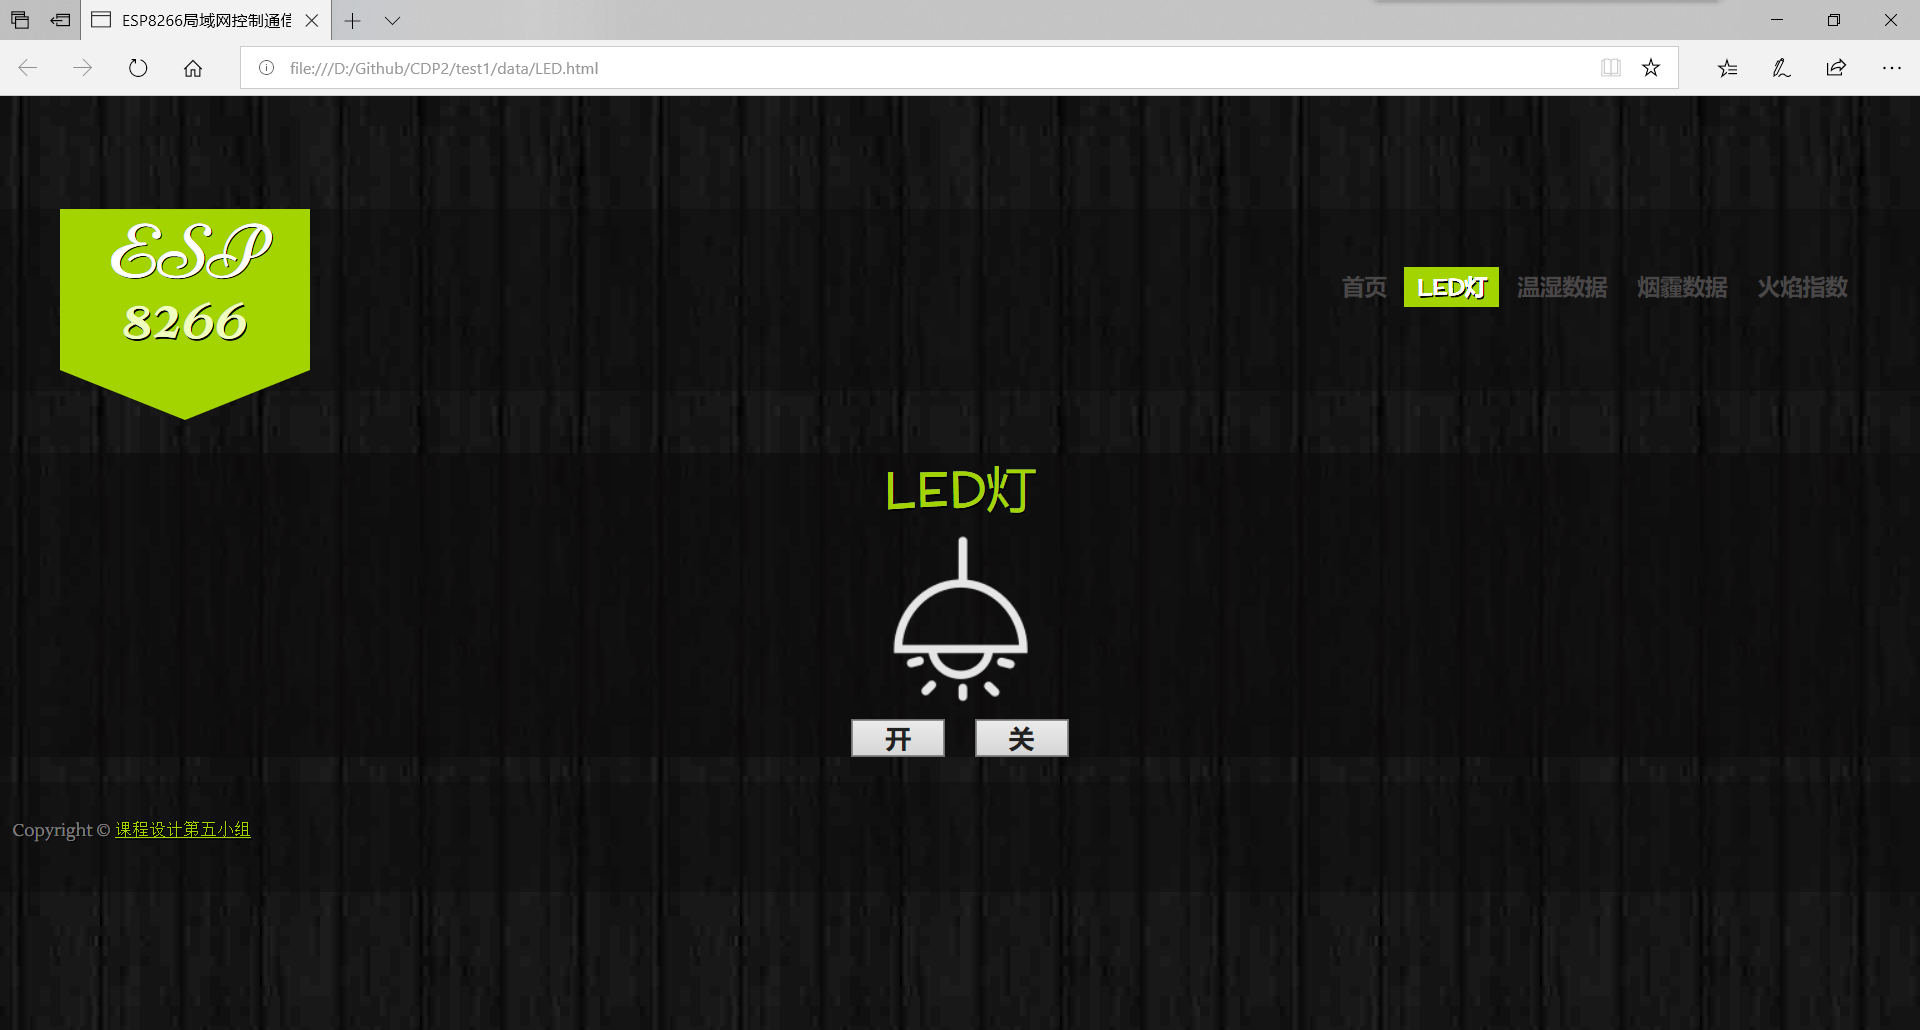 ESP8266局域网控制通信
file:///D:/Github/CDP2/test1/data/LED.html
ESP
8266
首页 LED灯 温湿数据 烟霾数据 火焰指数
LED灯
开 关
Copyright © 课程设计第五小组